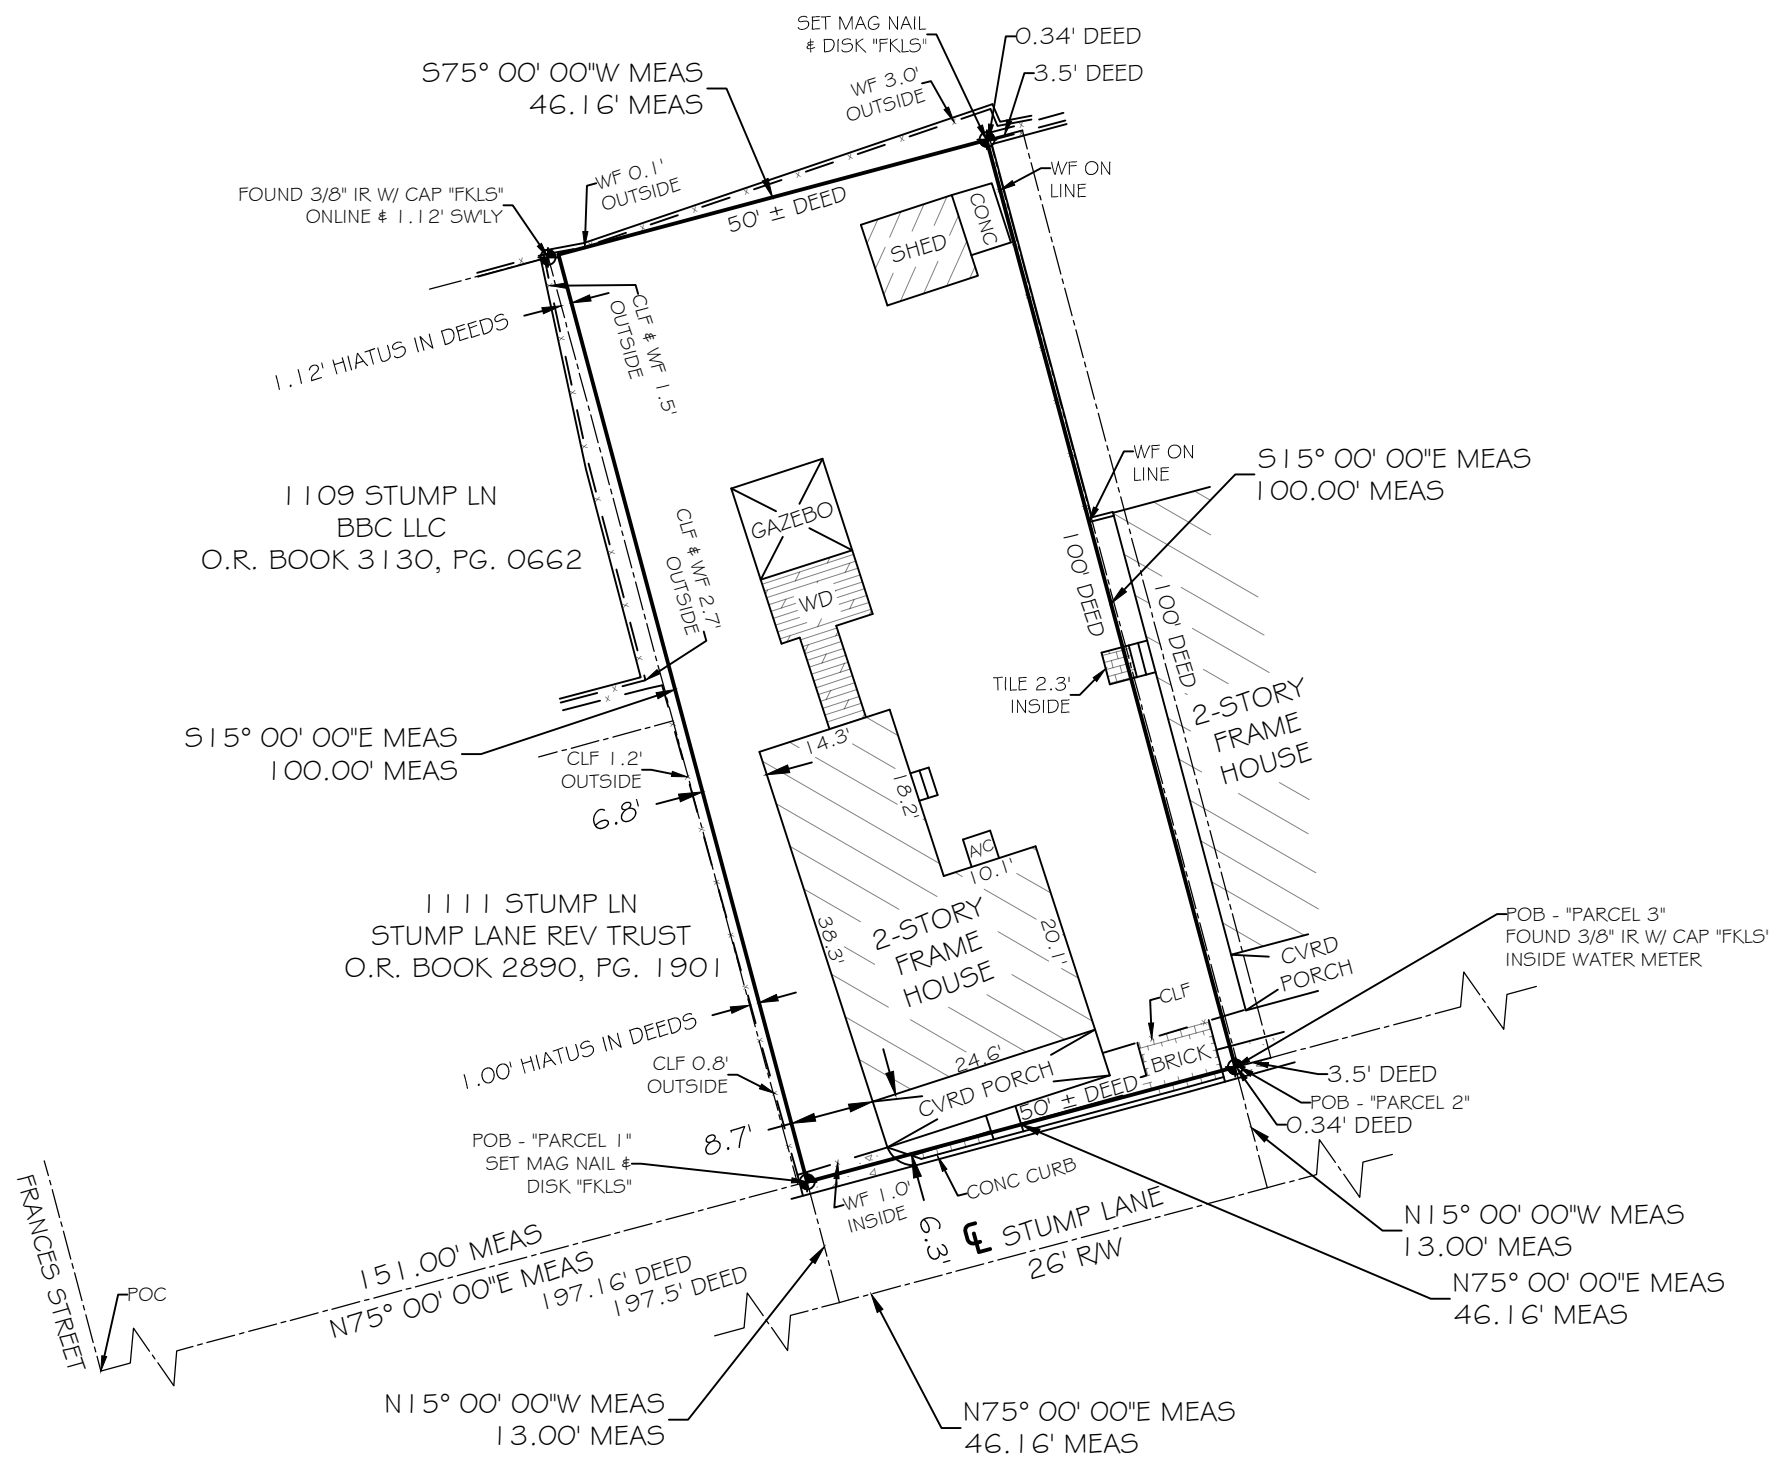 SET MAG NAIL
& DISK "FKLS"
0.34' DEED
3.5' DEED
S75° 00' 00"W MEAS
46.16' MEAS
WF 3.0'
OUTSIDE
WF 0.1'
OUTSIDE
WF ON
LINE
FOUND 3/8" IR W/ CAP "FKLS"
ONLINE & 1.12' SW'LY
50' ± DEED
CONC
SHED
CLF & WF 1.5'
OUTSIDE
1.12' HIATUS IN DEEDS
WF ON
LINE
S15° 00' 00"E MEAS
100.00' MEAS
1109 STUMP LN
BBC LLC
O.R. BOOK 3130, PG. 0662
GAZEBO
CLF & WF 2.7'
OUTSIDE
WD
100' DEED
100' DEED
TILE 2.3'
INSIDE
2-STORY
FRAME
HOUSE
S15° 00' 00"E MEAS
100.00' MEAS
14.3'
CLF 1.2'
OUTSIDE
18.2'
6.8'
A/C
10.1'
1111 STUMP LN
STUMP LANE REV TRUST
O.R. BOOK 2890, PG. 1901
38.3'
2-STORY
FRAME
HOUSE
20.1'
POB - "PARCEL 3"
FOUND 3/8" IR W/ CAP "FKLS'
INSIDE WATER METER
CVRD
PORCH
CLF
1.00' HIATUS IN DEEDS
24.6'
BRICK
CLF 0.8'
OUTSIDE
CVRD PORCH
50' ± DEED
3.5' DEED
POB - "PARCEL 2"
0.34' DEED
8.7'
POB - "PARCEL 1"
SET MAG NAIL &
DISK "FKLS"
WF 1.0'
INSIDE
CONC CURB
6.3'
℄ STUMP LANE
26' R/W
N15° 00' 00"W MEAS
13.00' MEAS
FRANCES STREET
151.00' MEAS
N75° 00' 00"E MEAS
197.16' DEED
197.5' DEED
POC
N75° 00' 00"E MEAS
46.16' MEAS
N15° 00' 00"W MEAS
13.00' MEAS
N75° 00' 00"E MEAS
46.16' MEAS